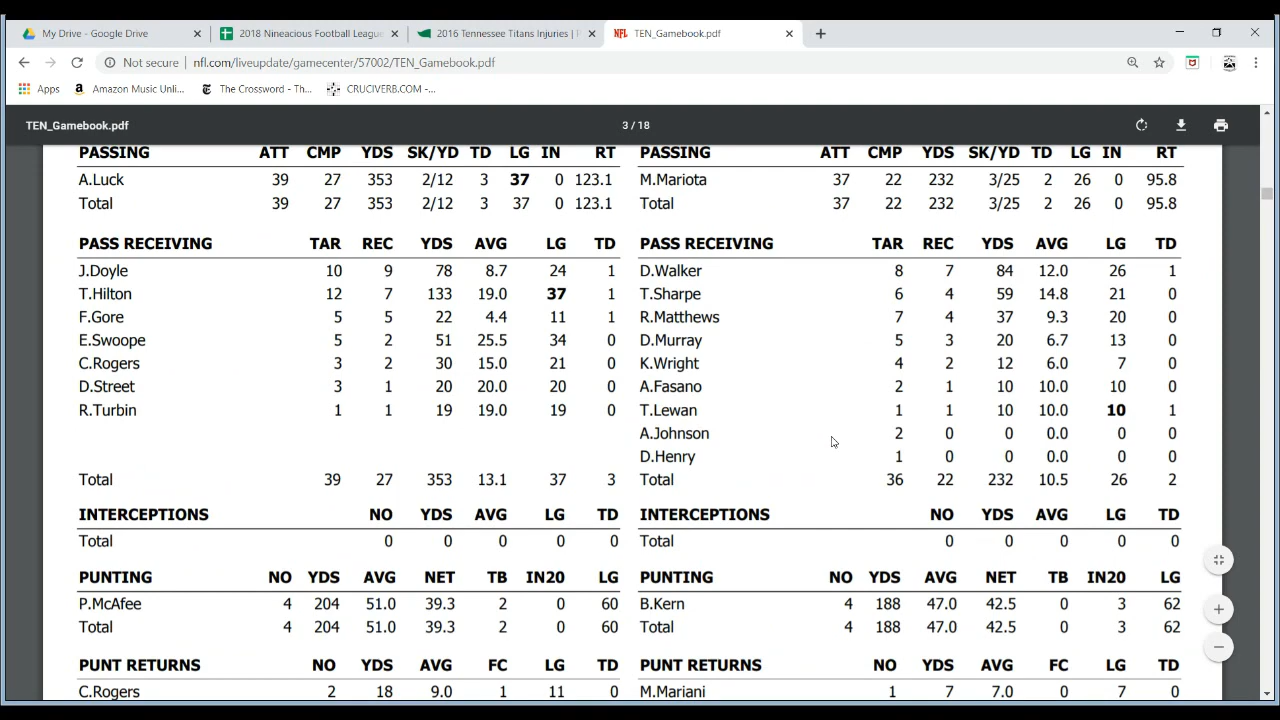 My Drive - Google Drive
2018 Nineacious Football League
2016 Tennessee Titans Injuries |
NFL TEN_Gamebook.pdf
Not secure | nfl.com/liveupdate/gamecenter/57002/TEN_Gamebook.pdf
Apps Amazon Music Unli... The Crossword - Th... CRUCIVERB.COM -...
TEN_Gamebook.pdf 3 / 18
PASSING ATT CMP YDS SK/YD TD LG IN RT PASSING ATT CMP YDS SK/YD TD LG IN RT
A.Luck 39 27 353 2/12 3 37 0 123.1 M.Mariota 37 22 232 3/25 2 26 0 95.8
Total 39 27 353 2/12 3 37 0 123.1 Total 37 22 232 3/25 2 26 0 95.8
PASS RECEIVING TAR REC YDS AVG LG TD PASS RECEIVING TAR REC YDS AVG LG TD
J.Doyle 10 9 78 8.7 24 1 D.Walker 8 7 84 12.0 26 1
T.Hilton 12 7 133 19.0 37 1 T.Sharpe 6 4 59 14.8 21 0
F.Gore 5 5 22 4.4 11 1 R.Matthews 7 4 37 9.3 20 0
E.Swoope 5 2 51 25.5 34 0 D.Murray 5 3 20 6.7 13 0
C.Rogers 3 2 30 15.0 21 0 K.Wright 4 2 12 6.0 7 0
D.Street 3 1 20 20.0 20 0 A.Fasano 2 1 10 10.0 10 0
R.Turbin 1 1 19 19.0 19 0 T.Lewan 1 1 10 10.0 10 1
A.Johnson 2 0 0 0.0 0 0
D.Henry 1 0 0 0.0 0 0
Total 39 27 353 13.1 37 3 Total 36 22 232 10.5 26 2
INTERCEPTIONS NO YDS AVG LG TD INTERCEPTIONS NO YDS AVG LG TD
Total 0 0 0 0 0 Total 0 0 0 0 0
PUNTING NO YDS AVG NET TB IN20 LG PUNTING NO YDS AVG NET TB IN20 LG
P.McAfee 4 204 51.0 39.3 2 0 60 B.Kern 4 188 47.0 42.5 0 3 62
Total 4 204 51.0 39.3 2 0 60 Total 4 188 47.0 42.5 0 3 62
PUNT RETURNS NO YDS AVG FC LG TD PUNT RETURNS NO YDS AVG FC LG TD
C.Rogers 2 18 9.0 1 11 0 M.Mariani 1 7 7.0 0 7 0